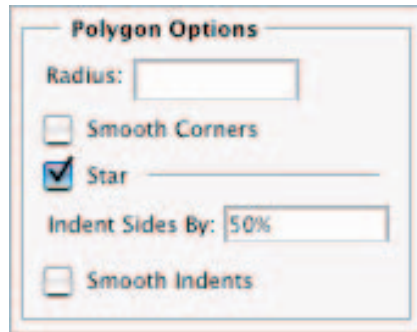 Polygon Options
Radius:
Smooth Corners
Star
Indent Sides By: 50%
Smooth Indents